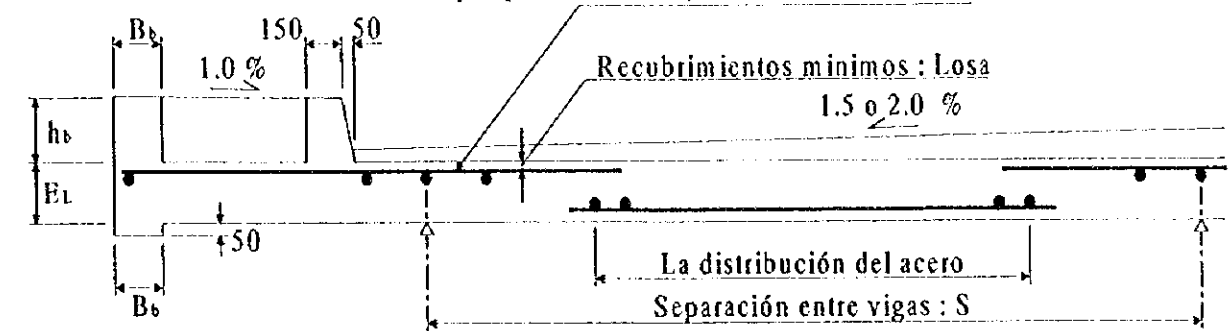 Bb
150
50
1.0 %
Recubrimientos minimos : Losa
1.5 o 2.0 %
hb
EL
50
La distribución del acero
Bb
Separación entre vigas : S